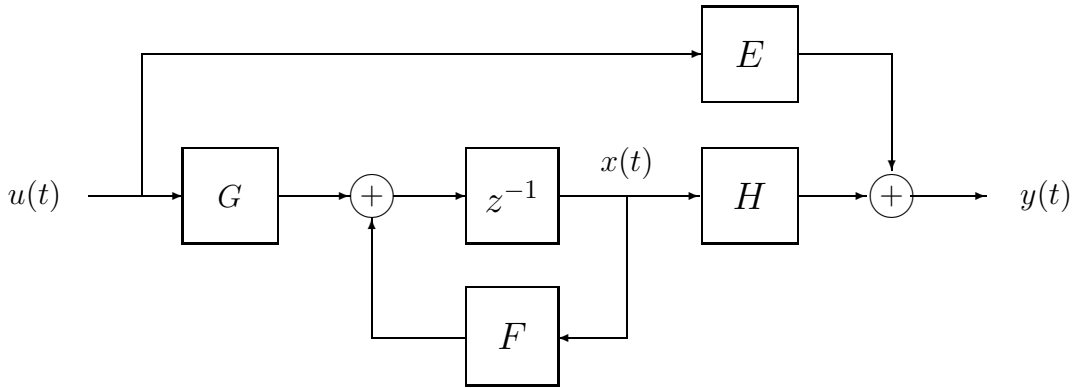 E
x(t)
u(t) G + z⁻¹ H + y(t)
F